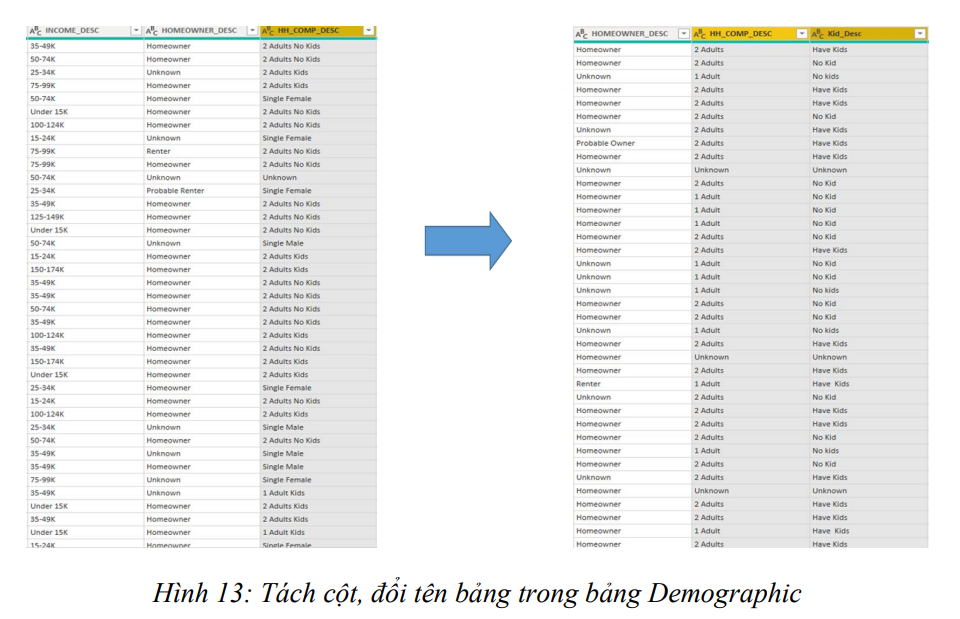 INCOME_DESC HOMEOWNER_DESC HH_COMP_DESC
35-49K Homeowner 2 Adults No Kids
50-74K Homeowner 2 Adults No Kids
25-34K Unknown 2 Adults Kids
75-99K Homeowner 2 Adults Kids
50-74K Homeowner Single Female
Under 15K Homeowner 2 Adults No Kids
100-124K Homeowner 2 Adults No Kids
15-24K Unknown Single Female
75-99K Renter 2 Adults No Kids
75-99K Homeowner 2 Adults No Kids
50-74K Unknown Unknown
25-34K Probable Renter Single Female
35-49K Homeowner 2 Adults No Kids
125-149K Homeowner 2 Adults No Kids
Under 15K Homeowner 2 Adults No Kids
50-74K Unknown Single Male
15-24K Homeowner 2 Adults Kids
150-174K Homeowner 2 Adults Kids
35-49K Homeowner 2 Adults No Kids
35-49K Homeowner 2 Adults No Kids
50-74K Homeowner 2 Adults No Kids
35-49K Homeowner 2 Adults No Kids
100-124K Homeowner 2 Adults Kids
35-49K Homeowner 2 Adults No Kids
150-174K Homeowner 2 Adults Kids
Under 15K Homeowner 2 Adults Kids
25-34K Homeowner Single Female
15-24K Homeowner 2 Adults No Kids
100-124K Homeowner 2 Adults Kids
25-34K Unknown Single Male
50-74K Homeowner 2 Adults No Kids
35-49K Unknown Single Male
35-49K Homeowner Single Male
75-99K Unknown Single Female
35-49K Unknown 1 Adult Kids
Under 15K Homeowner 2 Adults Kids
35-49K Homeowner 2 Adults Kids
Under 15K Homeowner 1 Adult Kids
15-24K Homeowner Single Female
HOMEOWNER_DESC HH_COMP_DESC Kid_Desc
Homeowner 2 Adults Have Kids
Homeowner 2 Adults No Kid
Unknown 1 Adult No kids
Homeowner 2 Adults Have Kids
Homeowner 2 Adults Have Kids
Homeowner 2 Adults No Kid
Unknown 2 Adults Have Kids
Probable Owner 2 Adults Have Kids
Homeowner 2 Adults Have Kids
Unknown Unknown Unknown
Homeowner 2 Adults No Kid
Homeowner 1 Adult No Kid
Homeowner 1 Adult No Kid
Homeowner 1 Adult No Kid
Homeowner 2 Adults No Kid
Homeowner 2 Adults Have Kids
Unknown 1 Adult No Kid
Unknown 1 Adult No Kid
Unknown 1 Adult No kids
Homeowner 2 Adults No Kid
Homeowner 2 Adults No Kid
Unknown 1 Adult No kids
Homeowner 2 Adults Have Kids
Homeowner Unknown Unknown
Homeowner 2 Adults Have Kids
Renter 1 Adult Have Kids
Unknown 2 Adults No Kid
Homeowner 2 Adults Have Kids
Homeowner 2 Adults Have Kids
Homeowner 2 Adults No Kid
Homeowner 1 Adult No kids
Homeowner 2 Adults No Kid
Unknown 2 Adults Have Kids
Homeowner Unknown Unknown
Homeowner 2 Adults Have Kids
Homeowner 2 Adults Have Kids
Homeowner 1 Adult Have Kids
Homeowner 2 Adults Have Kids
Hình 13: Tách cột, đổi tên bảng trong bảng Demographic